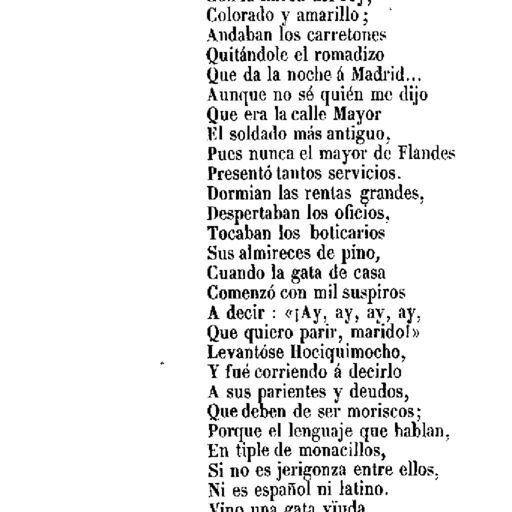 Colorado y amarillo;
Andaban los carretones
Quitándole el romadizo
Que da la noche á Madrid...
Aunque no sé quién me dijo
Que era la calle Mayor
El soldado más antiguo,
Pues nunca el mayor de Flandes
Presentó tantos servicios.
Dormian las rentas grandes,
Despertaban los oficios,
Tocaban los boticarios
Sus almireces de pino,
Cuando la gata de casa
Comenzó con mil suspiros
A decir : «¡Ay, ay, ay, ay,
Que quiero parir, marido!»
Levantóse Hociquimocho,
Y fué corriendo á decirlo
A sus parientes y deudos,
Que deben de ser moriscos;
Porque el lenguaje que hablan,
En tiple de monacillos,
Si no es jerigonza entre ellos,
Ni es español ni latino.
Vino una gata viuda